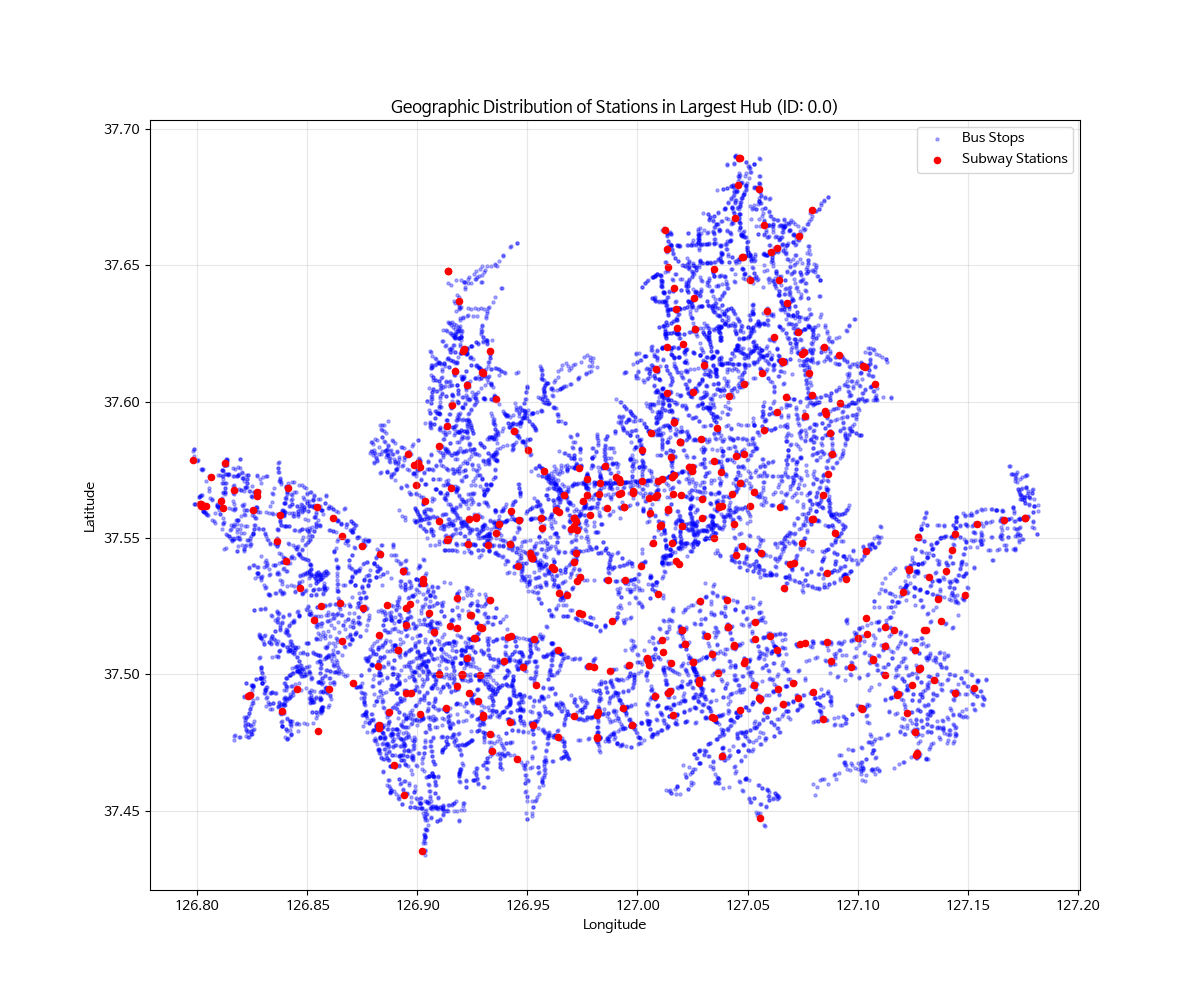 Geographic Distribution of Stations in Largest Hub (ID: 0.0)
Bus Stops
Subway Stations
37.70
37.65
37.60
37.55
37.50
37.45
Latitude
126.80 126.85 126.90 126.95 127.00 127.05 127.10 127.15 127.20
Longitude